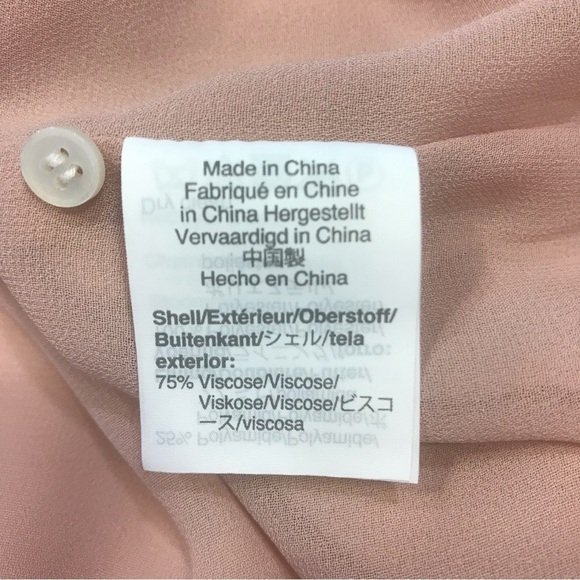 Made in China
Fabriqué en Chine
in China Hergestellt
Vervaardigd in China
中国製
Hecho en China
Shell/Extérieur/Oberstoff/
Buitenkant/シェル/tela
exterior:
75% Viscose/Viscose/
Viskose/Viscose/ビスコ
ース/viscosa